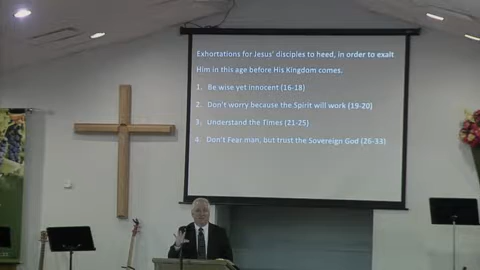 Exhortations for Jesus' disciples to heed, in order to exalt
Him in this age before His Kingdom comes.
1. Be wise yet Innocent (16-18)
2. Don't worry because the Spirit will work (19-20)
3. Understand the Times (21-25)
4. Don't Fear man, but trust the Sovereign God (26-33)